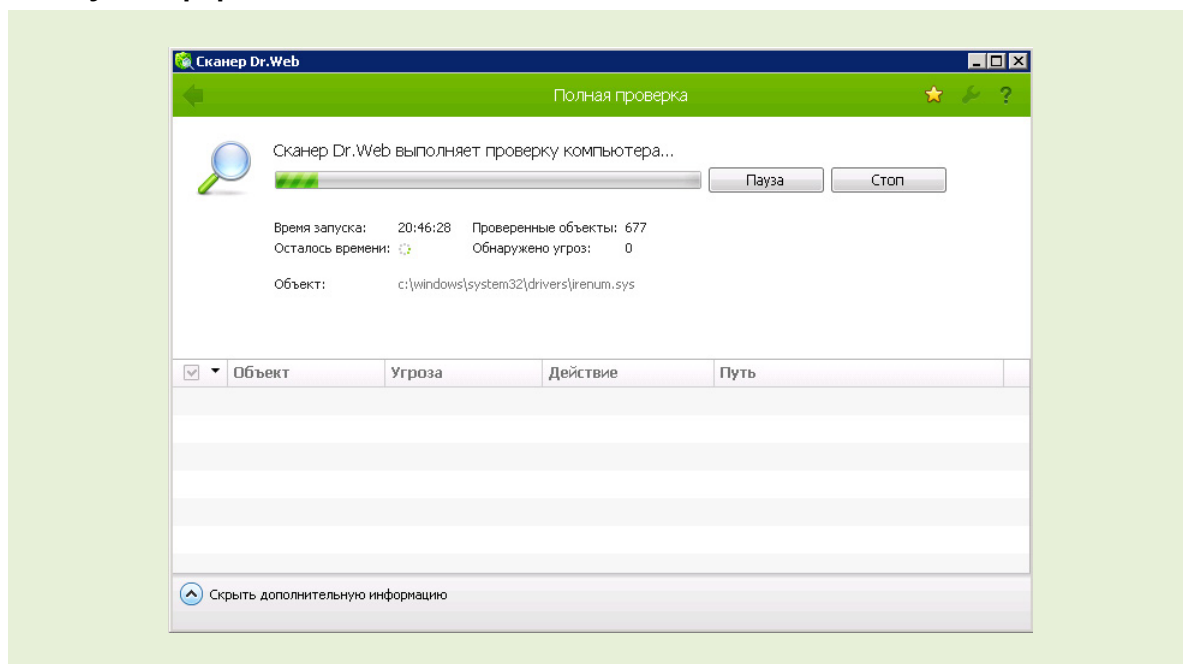 Сканер Dr.Web
Полная проверка
?
Сканер Dr.Web выполняет проверку компьютера...
Пауза Стоп
Время запуска: 20:46:28 Проверенные объекты: 677
Осталось времени: Обнаружено угроз: 0
Объект: c:\windows\system32\drivers\irenum.sys
Объект Угроза Действие Путь
Скрыть дополнительную информацию